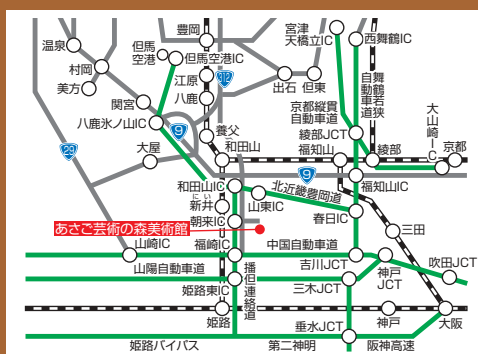 豊岡
宮津
天橋立IC
西舞鶴IC
温泉
但馬
空港
但馬空港IC
村岡
江原
312
美方
八鹿
出石
但東
舞鶴若狭
自動車道
関宮
京都縦貫
自動車道
大山崎IC
八鹿氷ノ山IC
9
養父
綾部JCT
29
大屋
和田山
福知山
綾部
京都
9
和田山IC
北近畿豊岡道
福知山IC
にい
新井
山東IC
朝来IC
春日IC
あさご芸術の森美術館
三田
山崎IC
福崎IC
中国自動車道
山陽自動車道
播但連絡道
吉川JCT
神戸
JCT
吹田JCT
姫路東IC
三木JCT
姫路
神戸
大阪
垂水JCT
姫路バイパス
第二神明
阪神高速